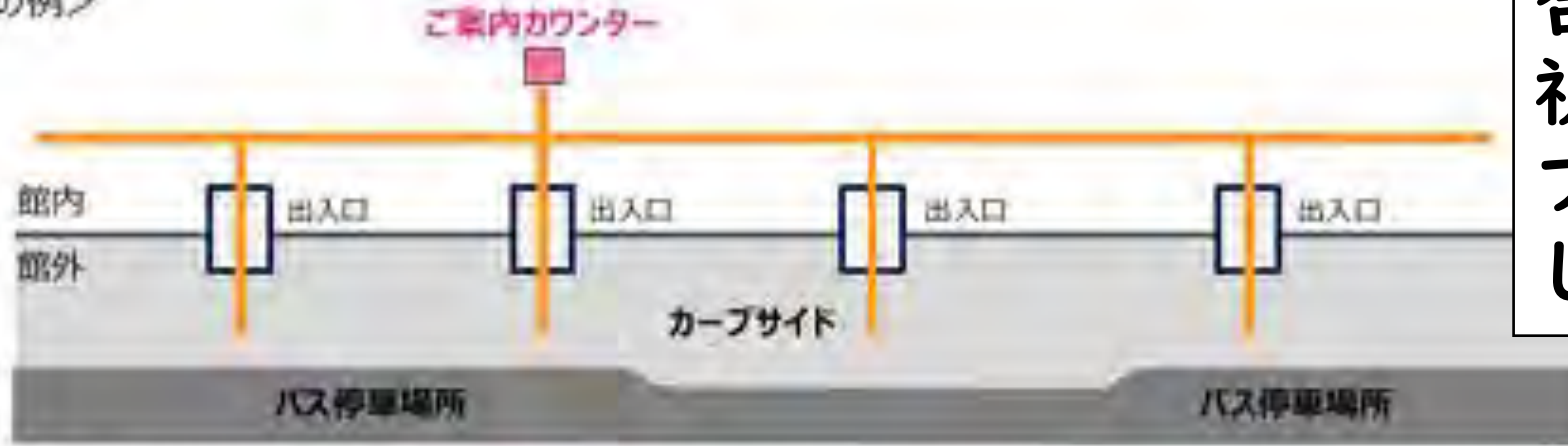 の例>
ご案内カウンター
館内
出入口
出入口
出入口
出入口
館外
カーブサイド
バス停車場所
バス停車場所